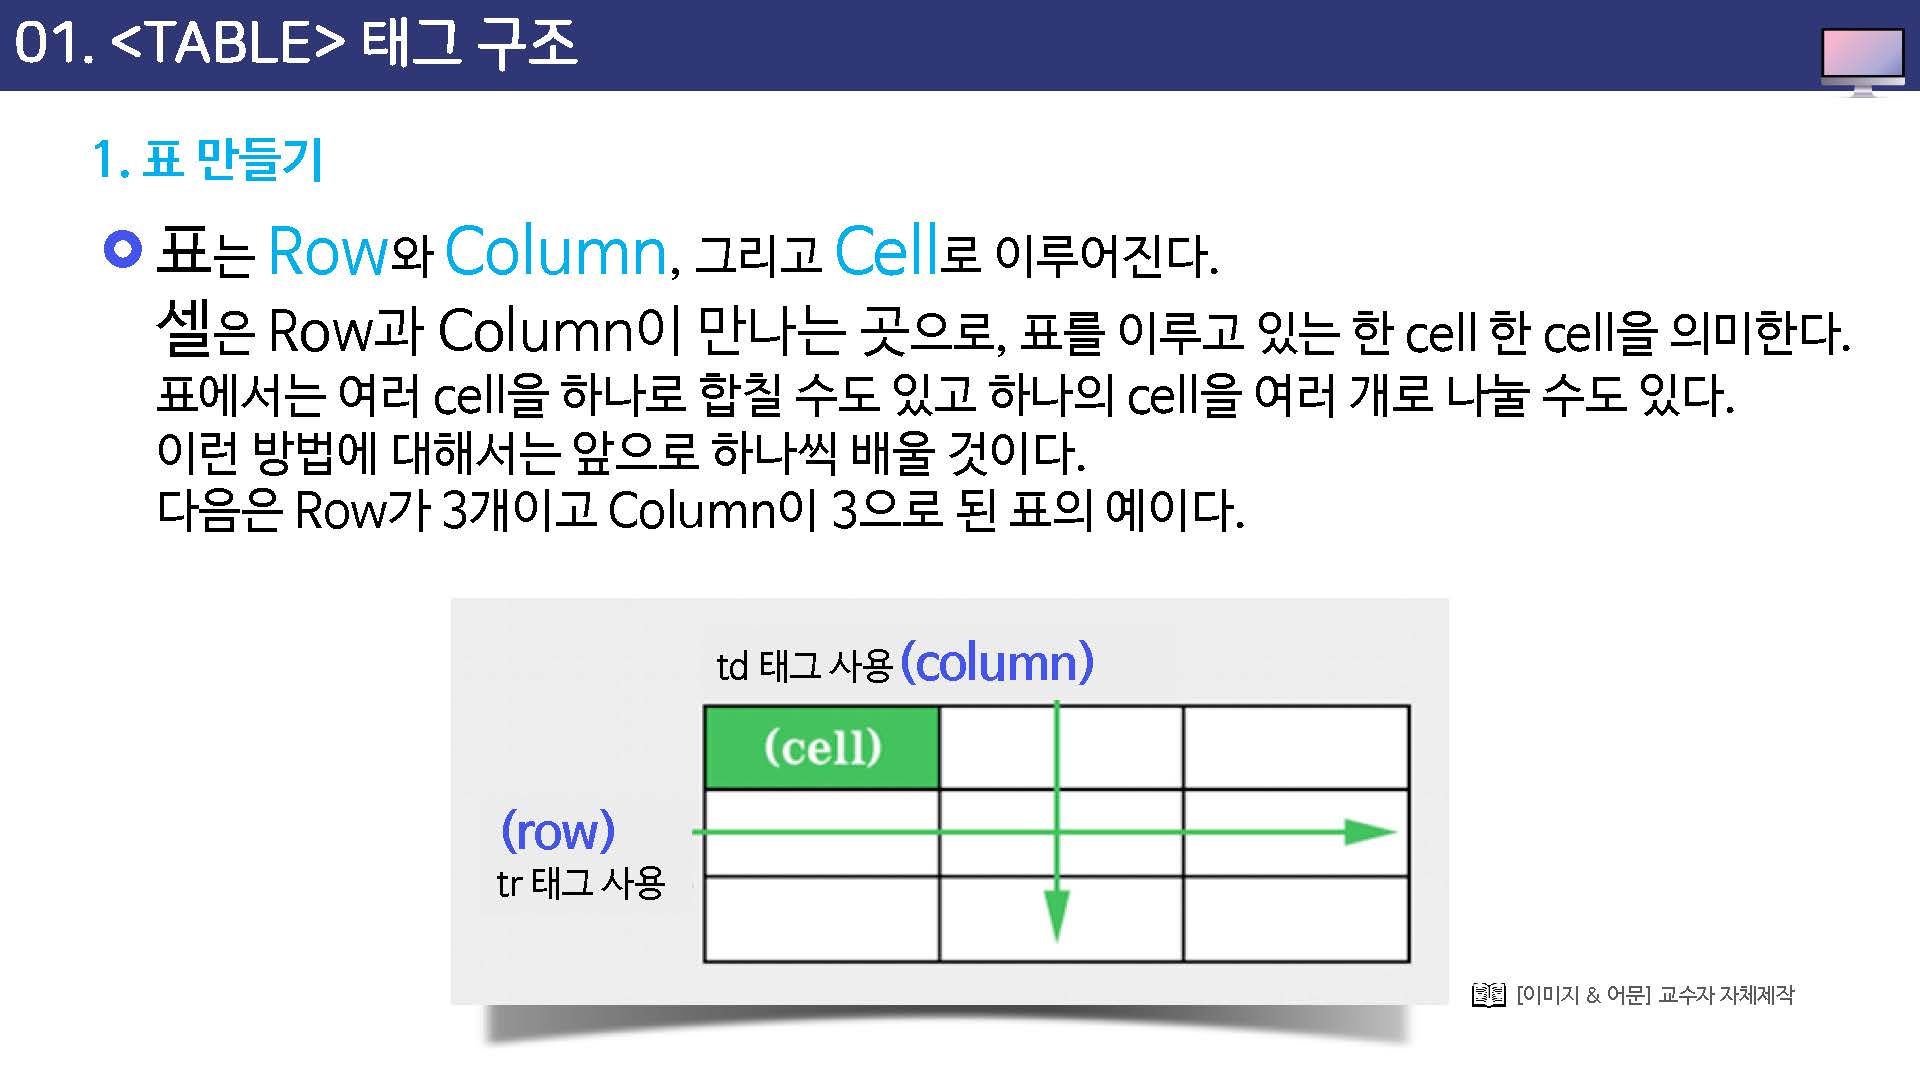 01. <TABLE> 태그 구조
1. 표 만들기
표는 Row와 Column, 그리고 Cell로 이루어진다.
셀은 Row과 Column이 만나는 곳으로, 표를 이루고 있는 한 cell 한 cell을 의미한다.
표에서는 여러 cell을 하나로 합칠 수도 있고 하나의 cell을 여러 개로 나눌 수도 있다.
이런 방법에 대해서는 앞으로 하나씩 배울 것이다.
다음은 Row가 3개이고 Column이 3으로 된 표의 예이다.
td 태그 사용 (column)
(cell)
(row)
tr 태그 사용
[이미지 & 어문] 교수자 자체제작